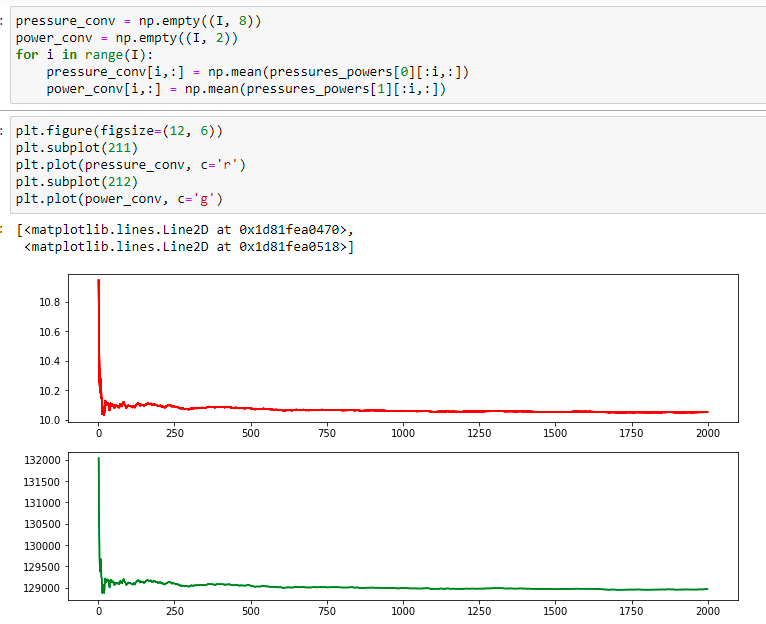 : pressure_conv = np.empty((I, 8))
power_conv = np.empty((I, 2))
for i in range(I):
    pressure_conv[i,:] = np.mean(pressures_powers[0][:i,:])
    power_conv[i,:] = np.mean(pressures_powers[1][:i,:])
: plt.figure(figsize=(12, 6))
plt.subplot(211)
plt.plot(pressure_conv, c='r')
plt.subplot(212)
plt.plot(power_conv, c='g')
: [<matplotlib.lines.Line2D at 0x1d81fea0470>,
 <matplotlib.lines.Line2D at 0x1d81fea0518>]
10.8
10.6
10.4
10.2
10.0
0 250 500 750 1000 1250 1500 1750 2000
132000
131500
131000
130500
130000
129500
129000
0 250 500 750 1000 1250 1500 1750 2000